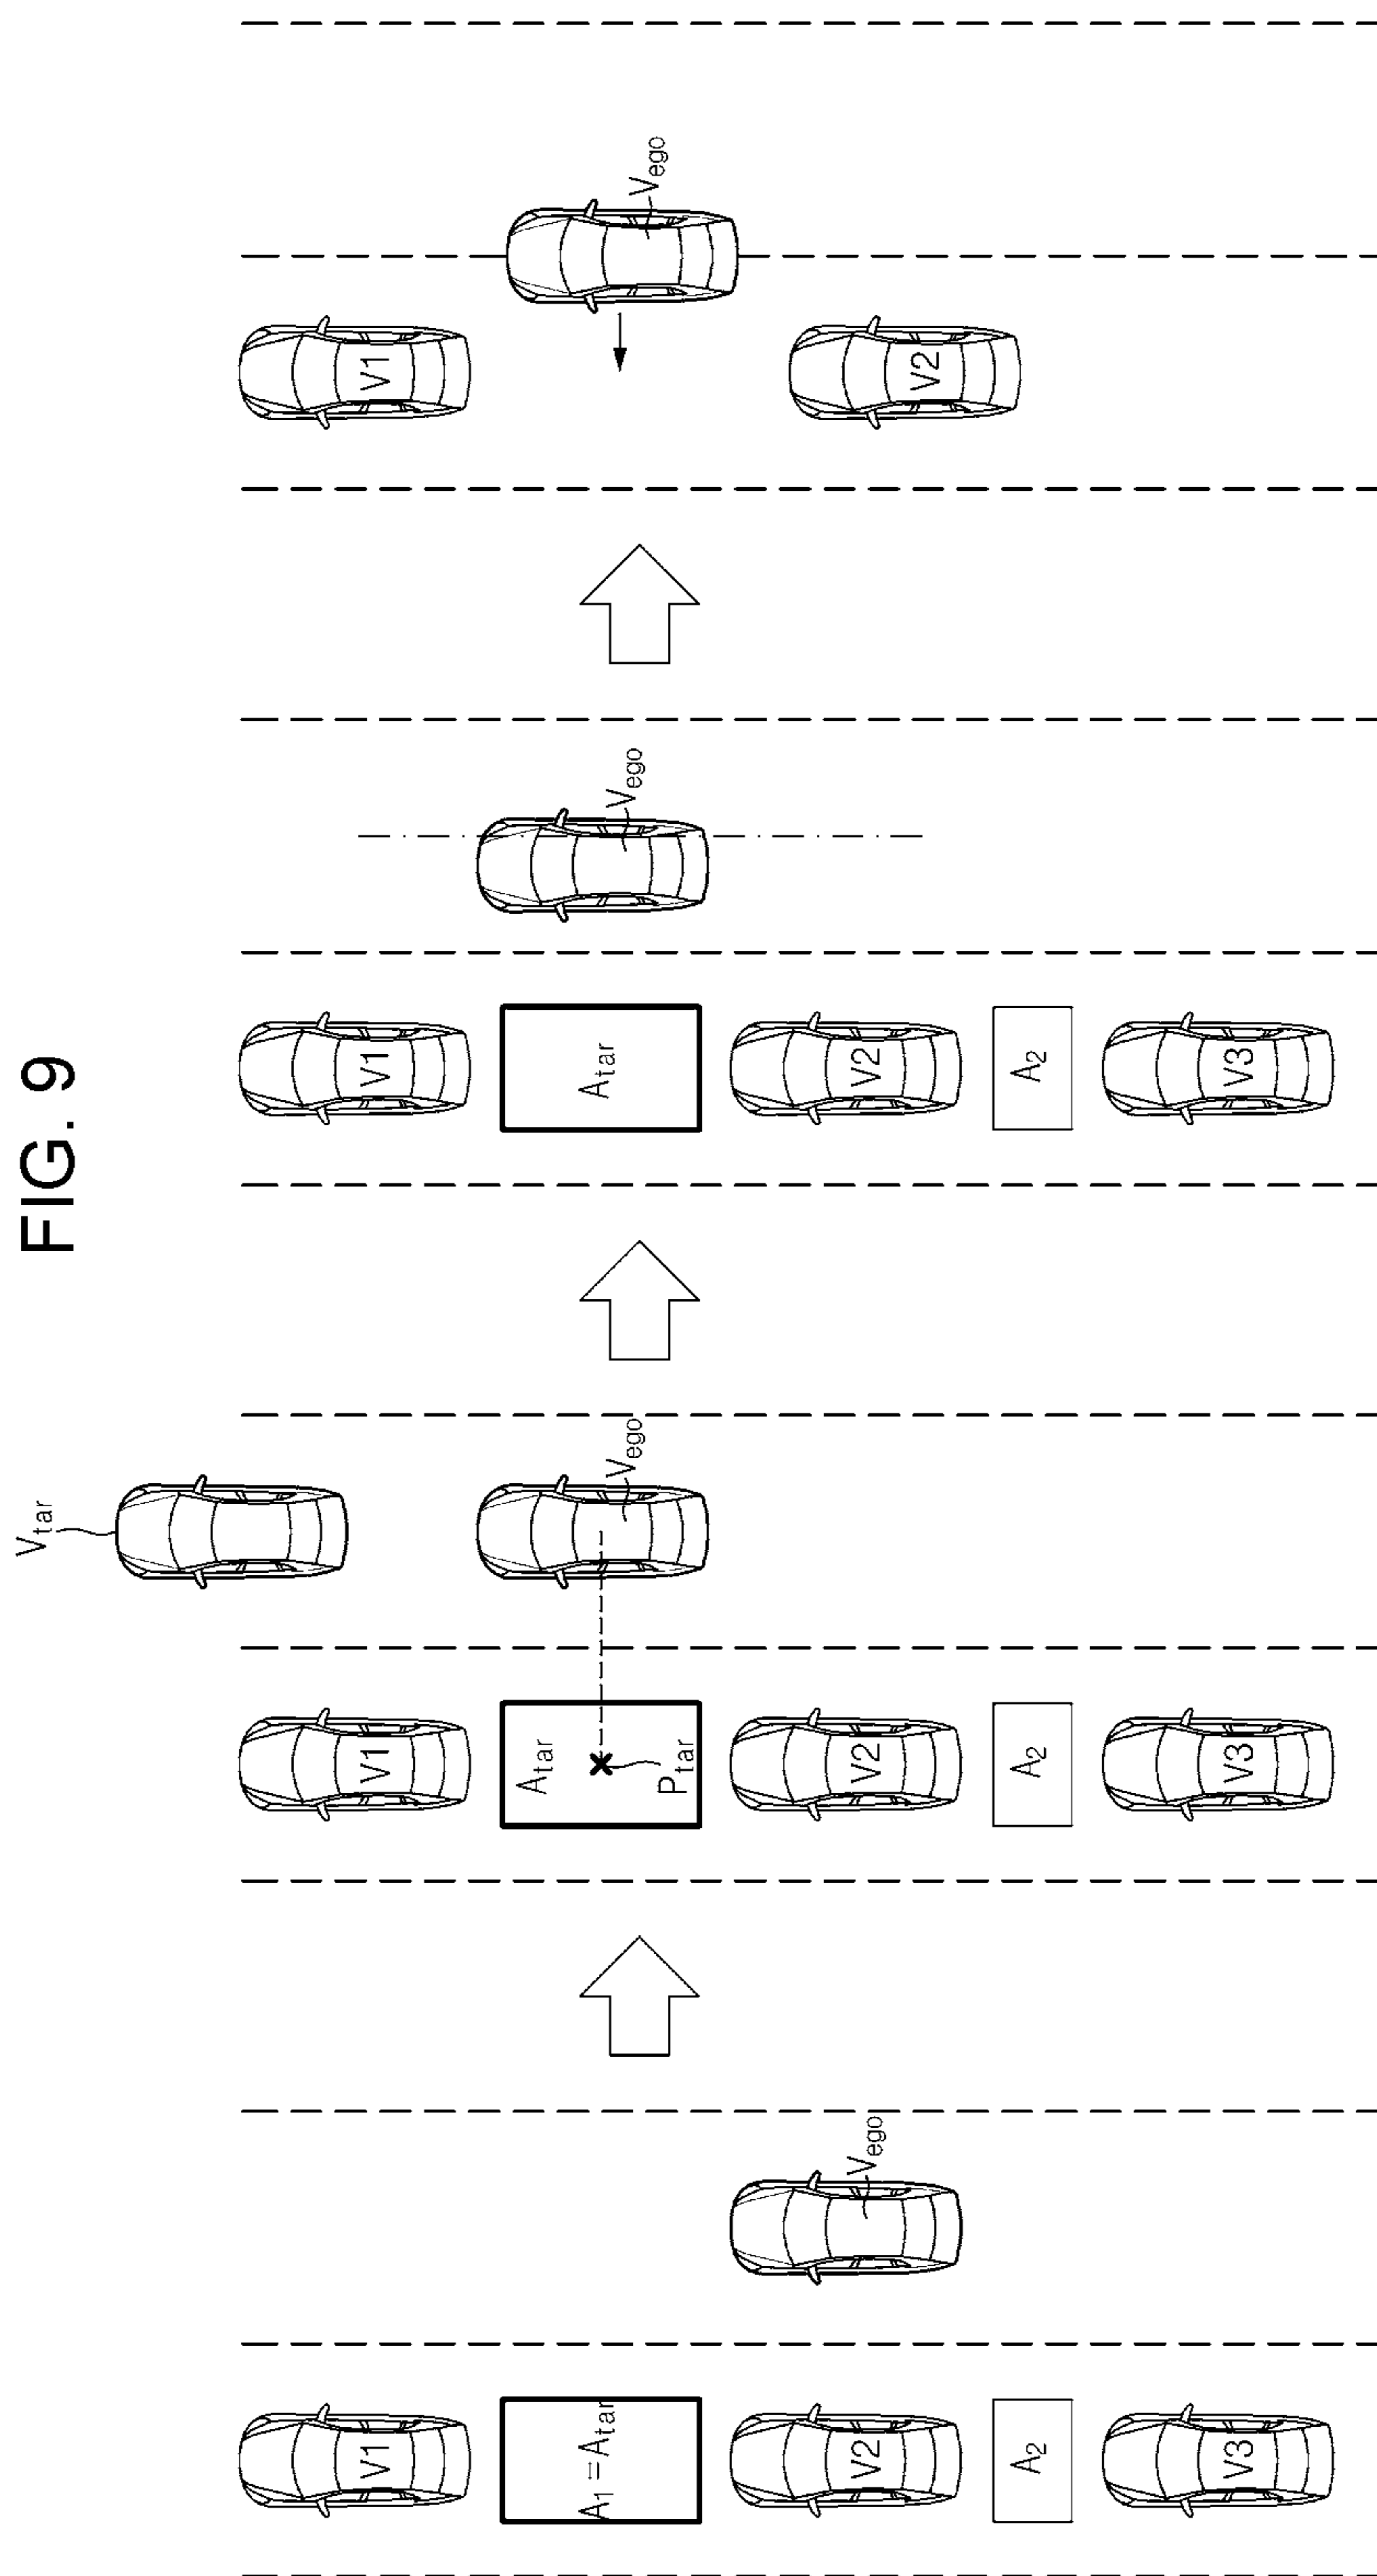 FIG. 9
V1
A1 = Atar
V2
A2
V3
Vego
V1
Atar
Ptar
V2
A2
V3
Vtar
Vego
V1
Atar
V2
A2
V3
Vego
V1
V2
Vego